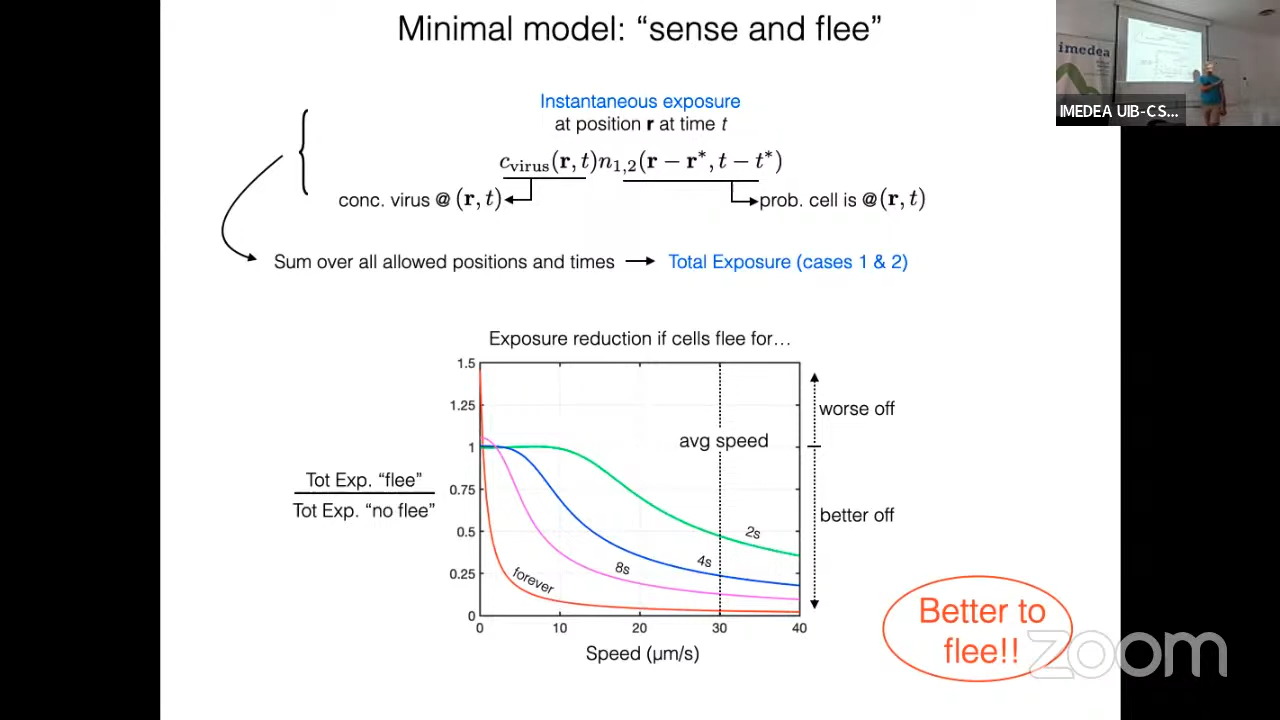 Minimal model: “sense and flee”
imedea
IMEDEA UIB-CS...
Instantaneous exposure
at position r at time t
c_virus(r, t)n_{1,2}(r − r*, t − t*)
conc. virus @ (r, t)
prob. cell is @(r, t)
Sum over all allowed positions and times
Total Exposure (cases 1 & 2)
Exposure reduction if cells flee for…
1.5
1.25
1
0.75
0.5
0.25
0
worse off
avg speed
Tot Exp. “flee”
Tot Exp. “no flee”
better off
2s
4s
8s
forever
0
10
20
30
40
Speed (μm/s)
Better to
flee!!
zoom